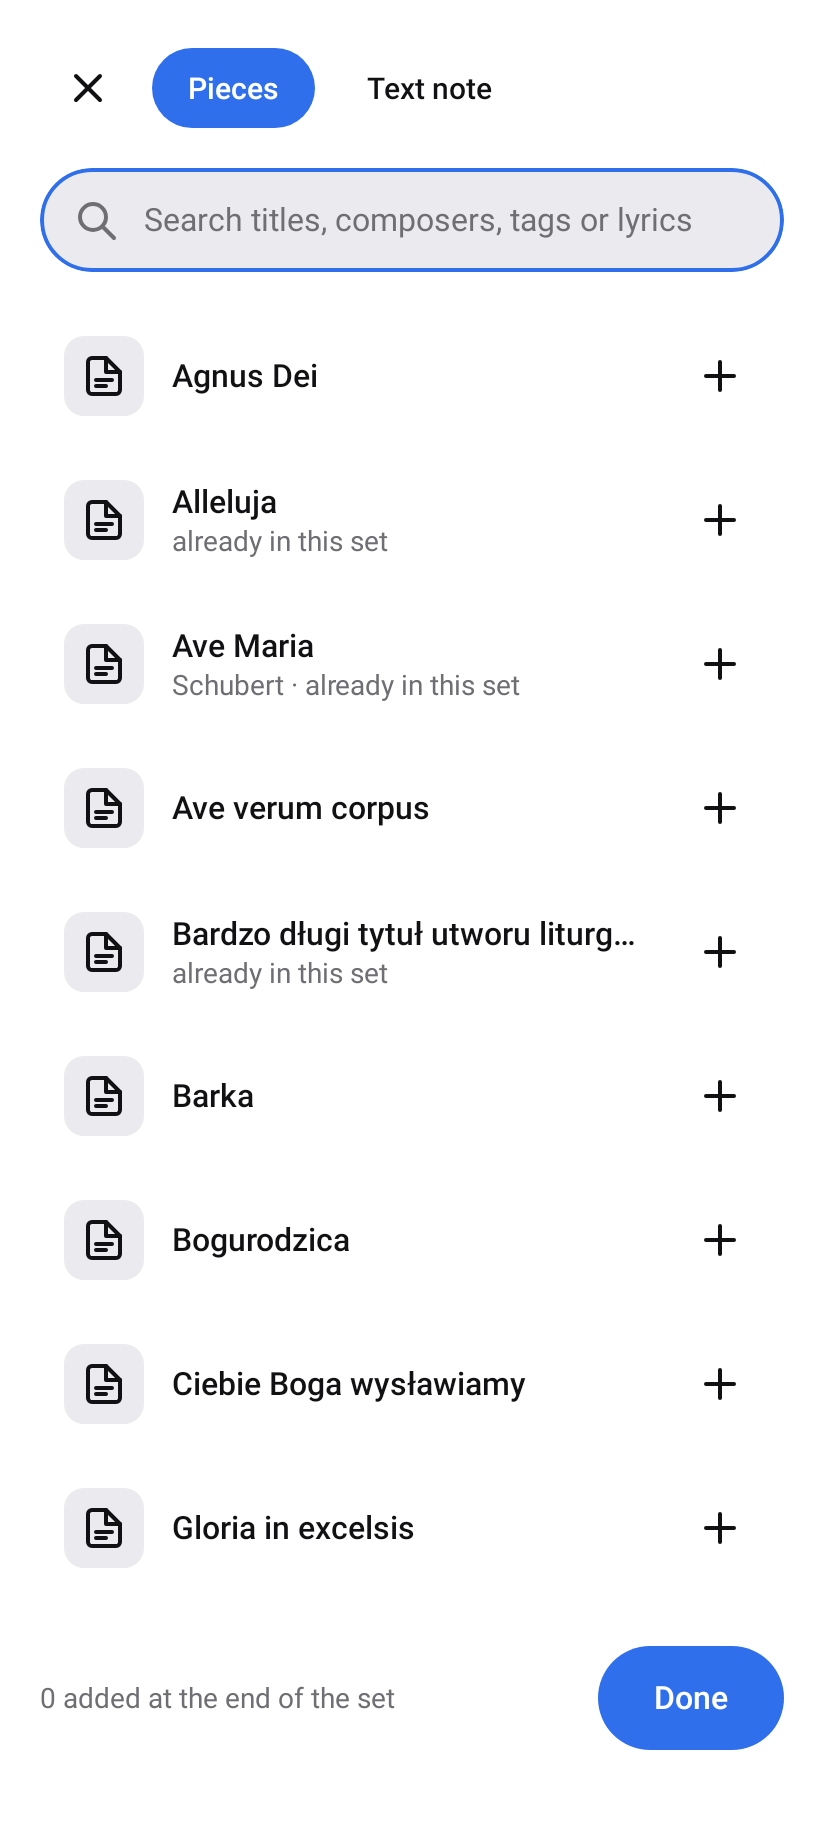 Pieces
Text note
Search titles, composers, tags or lyrics
Agnus Dei
Alleluja
already in this set
Ave Maria
Schubert · already in this set
Ave verum corpus
Bardzo długi tytuł utworu liturg...
already in this set
Barka
Bogurodzica
Ciebie Boga wysławiamy
Gloria in excelsis
0 added at the end of the set
Done